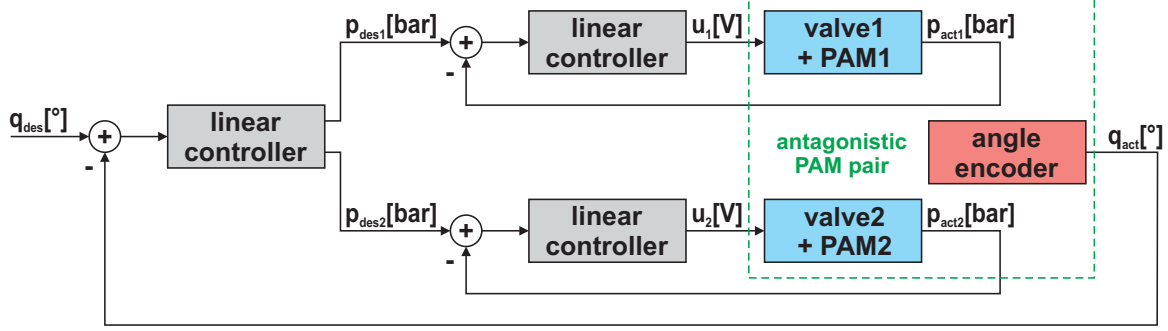 p_des1[bar]
+
-
linear
controller
u_1[V]
valve1
+ PAM1
p_act1[bar]
q_des[°]
+
-
linear
controller
antagonistic
PAM pair
angle
encoder
q_act[°]
p_des2[bar]
+
-
linear
controller
u_2[V]
valve2
+ PAM2
p_act2[bar]